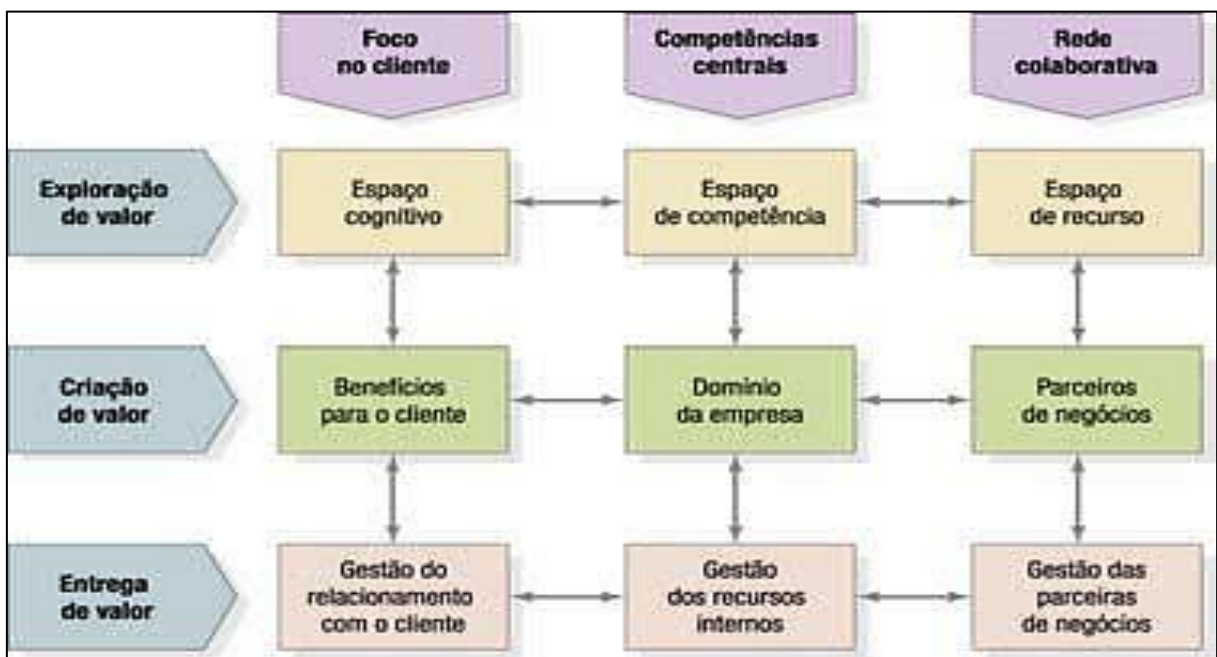 Foco
no cliente
Competências
centrais
Rede
colaborativa
Exploração
de valor
Espaço
cognitivo
Espaço
de competência
Espaço
de recurso
Criação
de valor
Benefícios
para o cliente
Domínio
da empresa
Parceiros
de negócios
Entrega
de valor
Gestão do
relacionamento
com o cliente
Gestão
dos recursos
internos
Gestão das
parceiras
de negócios